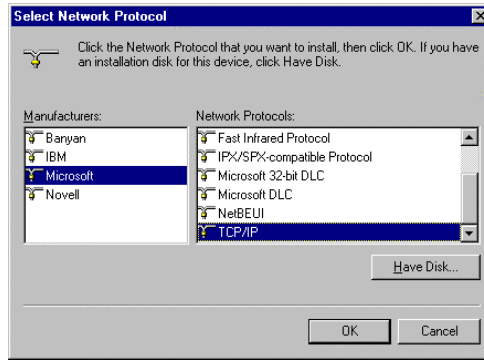 Select Network Protocol
Click the Network Protocol that you want to install, then click OK. If you have
an installation disk for this device, click Have Disk.
Manufacturers:
Banyan
IBM
Microsoft
Novell
Network Protocols:
Fast Infrared Protocol
IPX/SPX-compatible Protocol
Microsoft 32-bit DLC
Microsoft DLC
NetBEUI
TCP/IP
Have Disk...
OK
Cancel